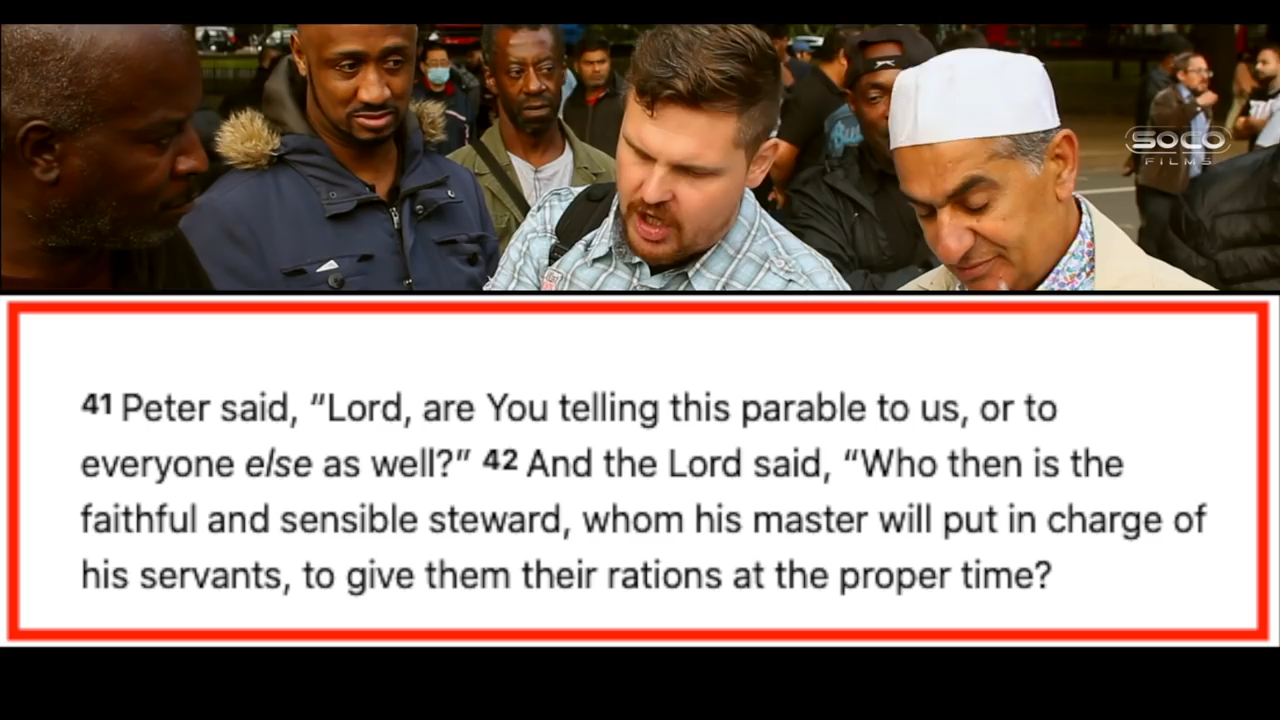 SOCO
FILMS
41 Peter said, “Lord, are You telling this parable to us, or to
everyone else as well?” 42 And the Lord said, “Who then is the
faithful and sensible steward, whom his master will put in charge of
his servants, to give them their rations at the proper time?